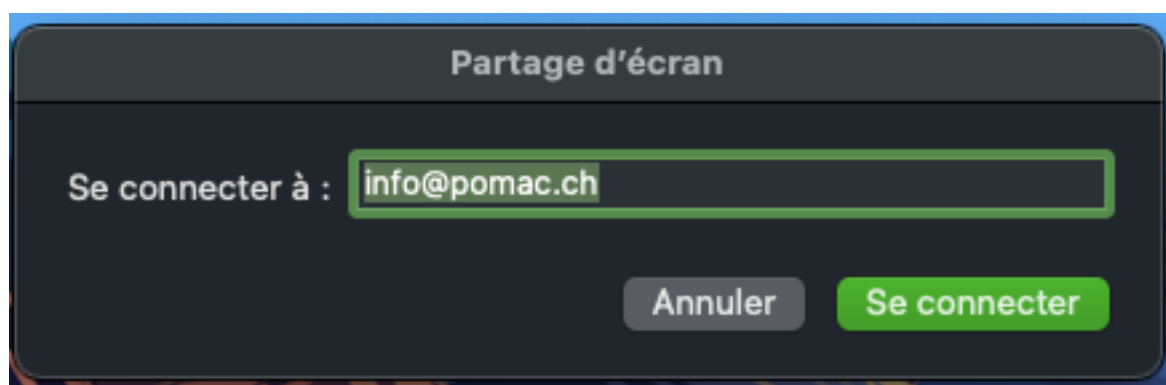 Partage d’écran
Se connecter à : info@pomac.ch
Annuler Se connecter